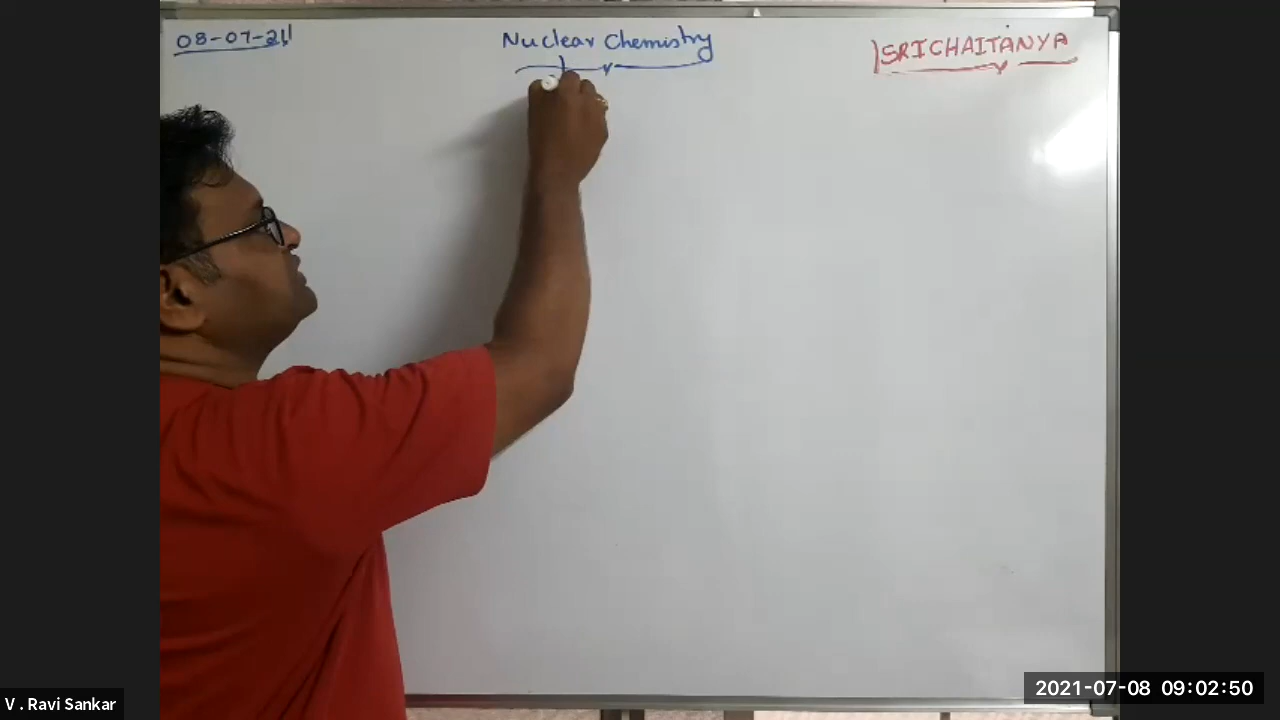 08-07-21
Nuclear Chemistry
SRICHAITANYA
V . Ravi Sankar
2021-07-08 09:02:50